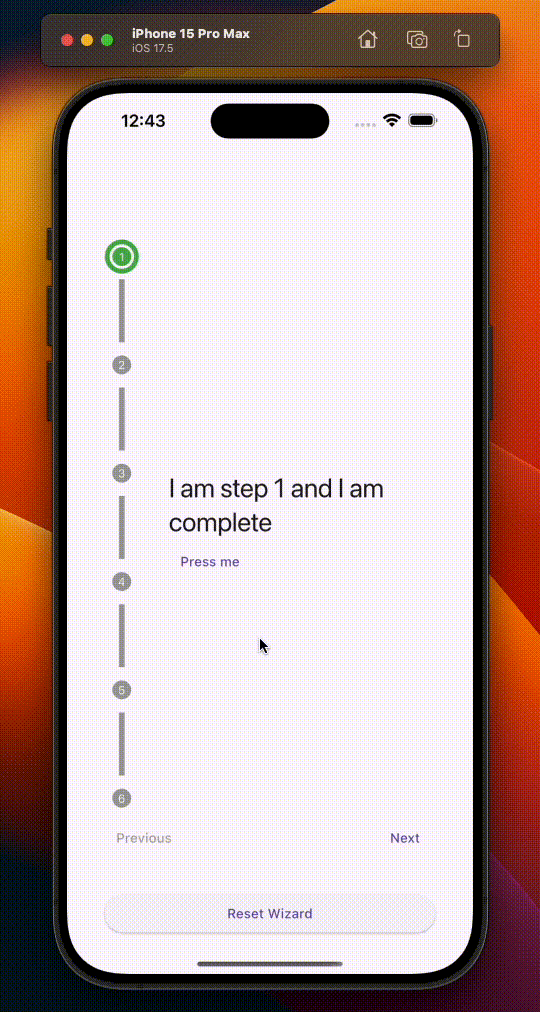 iPhone 15 Pro Max
iOS 17.5
12:43
1
2
3
I am step 1 and I am
complete
Press me
4
5
6
Previous
Next
Reset Wizard